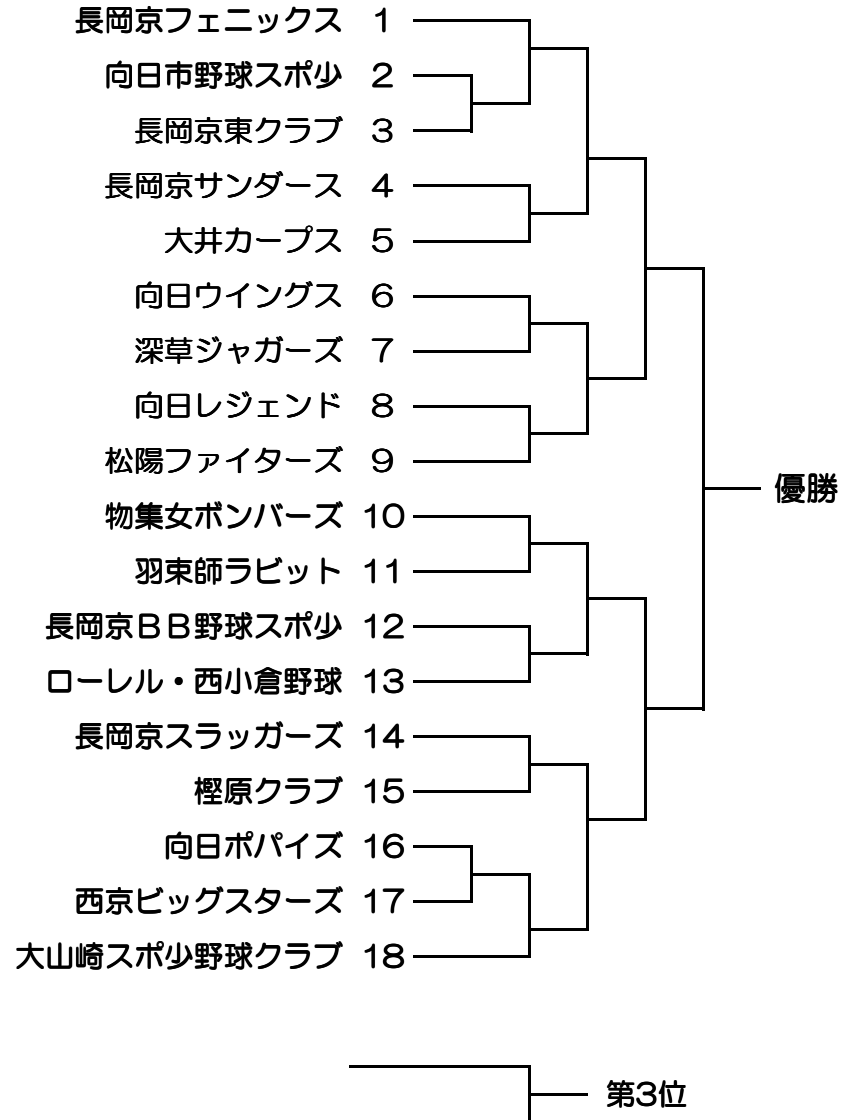 長岡京フェニックス 1
向日市野球スポ少 2
長岡京東クラブ 3
長岡京サンダース 4
大井カープス 5
向日ウイングス 6
深草ジャガーズ 7
向日レジェンド 8
松陽ファイターズ 9
優勝
物集女ボンバーズ 10
羽束師ラビット 11
長岡京BB野球スポ少 12
ローレル・西小倉野球 13
長岡京スラッガーズ 14
樫原クラブ 15
向日ポパイズ 16
西京ビッグスターズ 17
大山崎スポ少野球クラブ 18
第3位